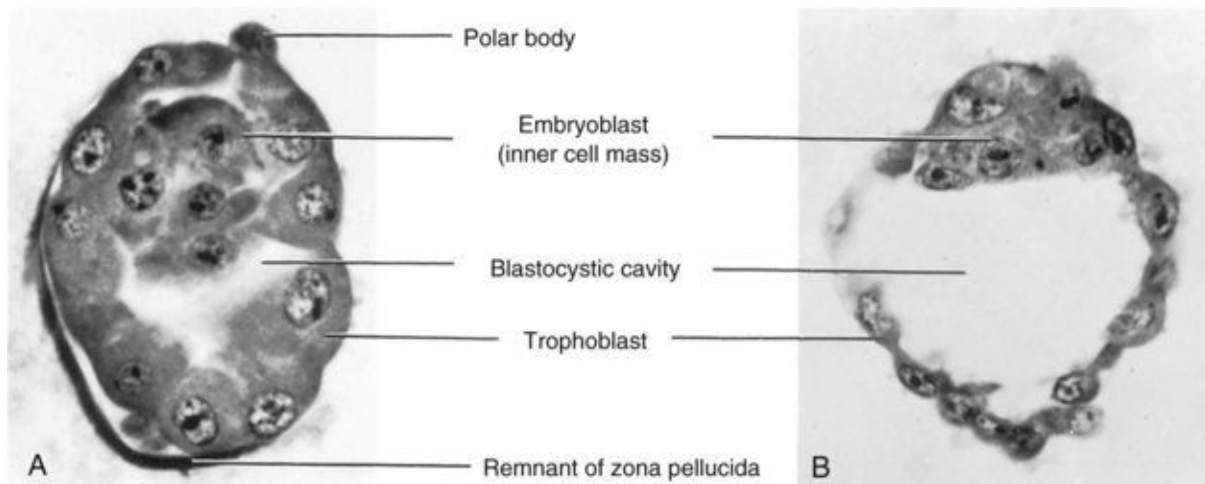 Polar body
Embryoblast
(inner cell mass)
Blastocystic cavity
Trophoblast
Remnant of zona pellucida
A
B